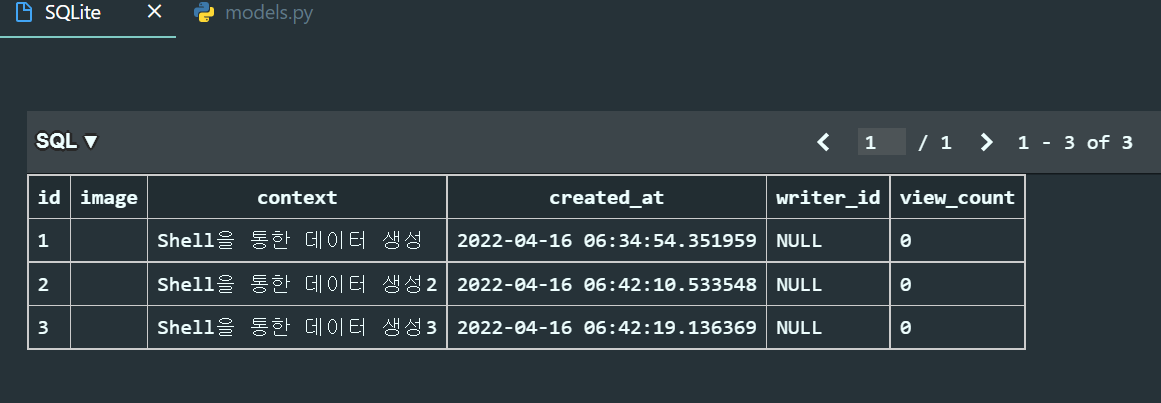 SQLite models.py
SQL ▼ 1 / 1 1 - 3 of 3
id image context created_at writer_id view_count
1 Shell을 통한 데이터 생성 2022-04-16 06:34:54.351959 NULL 0
2 Shell을 통한 데이터 생성2 2022-04-16 06:42:10.533548 NULL 0
3 Shell을 통한 데이터 생성3 2022-04-16 06:42:19.136369 NULL 0